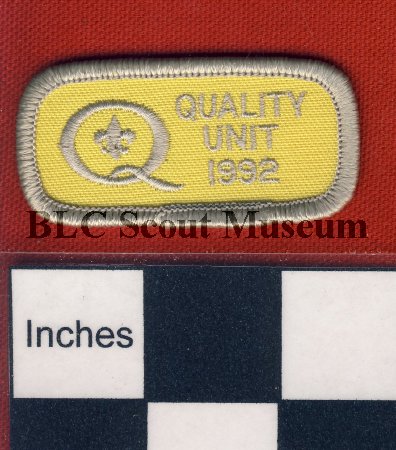 Q QUALITY
UNIT
1992
BLC Scout Museum
Inches